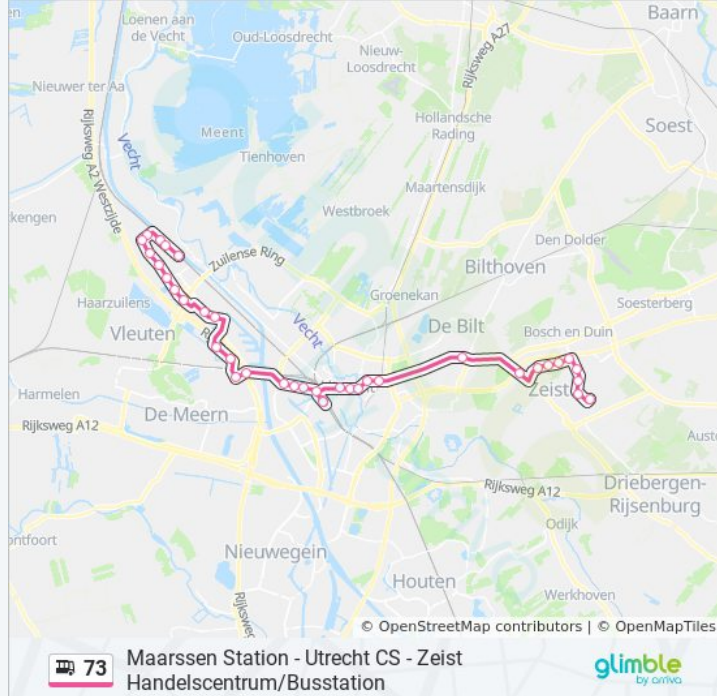 Loenen aan
de Vecht
Oud-Loosdrecht
Baarn
Nieuw-
Loosdrecht
Rijksweg A27
Nieuwer ter Aa
Hollandsche
Rading
Soest
Rijksweg A2 Westzijde
Vecht
Meent
Tienhoven
Maartensdijk
Westbroek
kengen
Den Dolder
Zuilense Ring
Bilthoven
Haarzuilens
Groenekan
Soesterberg
Vecht
De Bilt
Bosch en Duin
Vleuten
Harmelen
Zeist
De Meern
Rijksweg A12
Auste
Rijksweg A12
Driebergen-
Rijsenburg
Odijk
ontfoort
Nieuwegein
Houten
Werkhoven
© OpenStreetMap contributors | © OpenMapTiles
73
Maarssen Station - Utrecht CS - Zeist
Handelscentrum/Busstation
glimble
by arriva